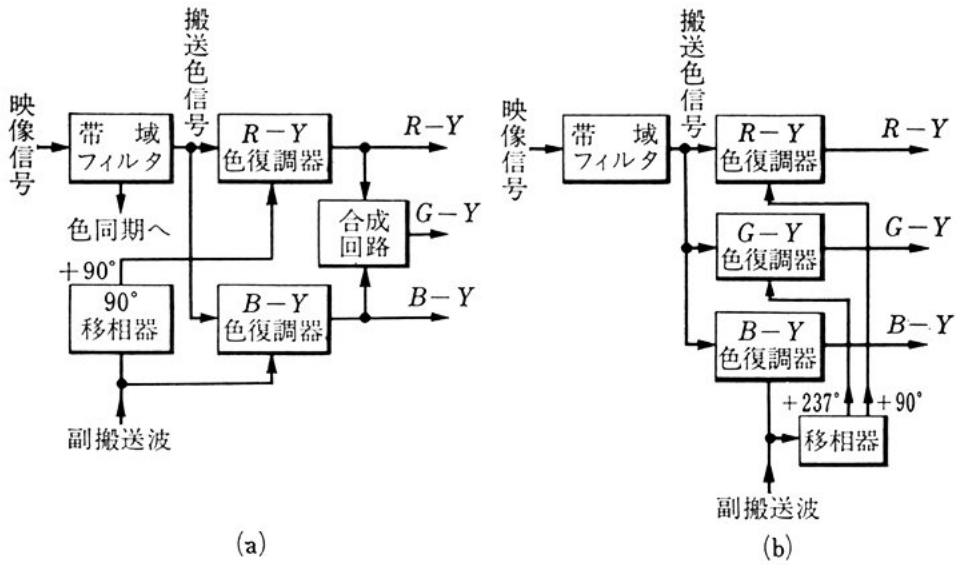 搬送色信号
映像信号
帯域
フィルタ
R−Y
色復調器
R−Y
色同期へ
合成
回路
G−Y
+90°
90°
移相器
B−Y
色復調器
B−Y
副搬送波
(a)
搬送色信号
映像信号
帯域
フィルタ
R−Y
色復調器
R−Y
G−Y
色復調器
G−Y
B−Y
色復調器
B−Y
+237°
+90°
移相器
副搬送波
(b)